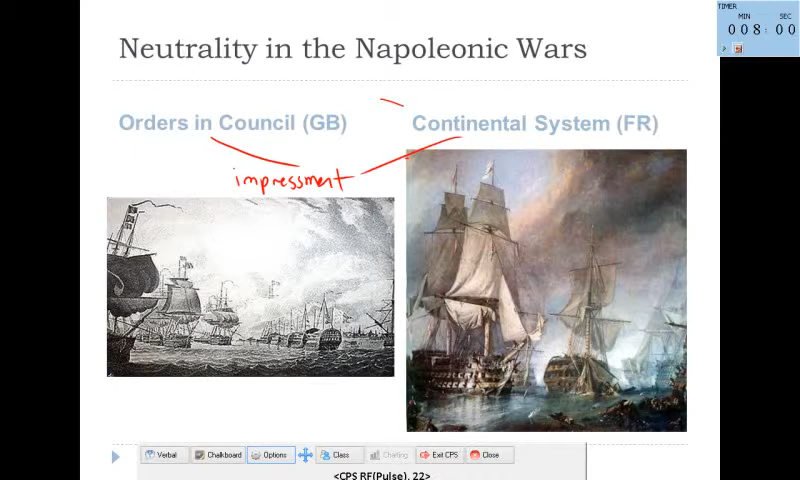 TIMER
MIN SEC
008:00
Neutrality in the Napoleonic Wars
Orders in Council (GB)
Continental System (FR)
impressment
Verbal Chalkboard Options Class Charting Exit CPS Close
<CPS RF(Pulse), 22>